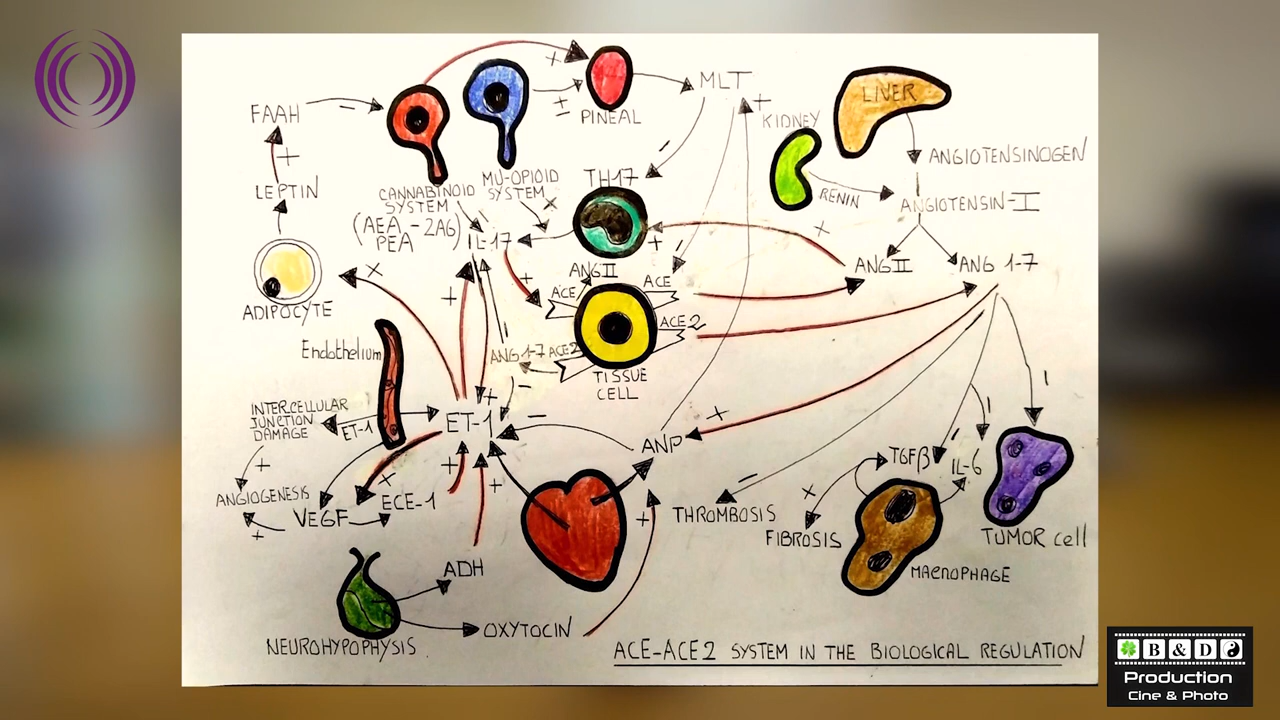 FAAH
LEPTIN
ADIPOCYTE
CANNABINOID
SYSTEM
(AEA - 2AG)
PEA
MU-OPIOID
SYSTEM
PINEAL
MLT
KIDNEY
LIVER
RENIN
ANGIOTENSINOGEN
ANGIOTENSIN-I
ANG II
ANG 1-7
TH17
IL-17
ANG II
ACE
ACE
ACE2
ANG 1-7 ACE2
TISSUE
CELL
Endothelium
INTERCELLULAR
JUNCTION
DAMAGE
ET-1
ET-1
ANP
ANGIOGENESIS
VEGF
ECE-1
THROMBOSIS
FIBROSIS
TGFβ
IL-6
TUMOR cell
MACROPHAGE
ADH
OXYTOCIN
NEUROHYPOPHYSIS
ACE-ACE2 SYSTEM IN THE BIOLOGICAL REGULATION
B & D
Production
Cine & Photo